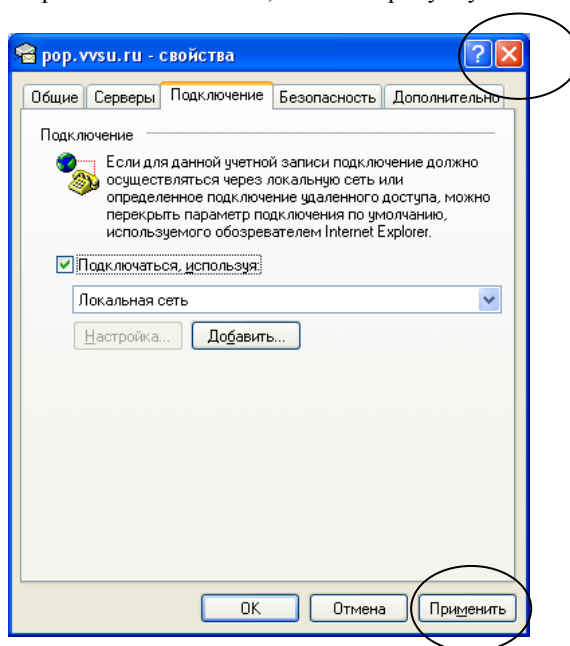 pop.vvsu.ru - свойства
Общие Серверы Подключение Безопасность Дополнительно
Подключение
Если для данной учетной записи подключение должно
осуществляться через локальную сеть или
определенное подключение удаленного доступа, можно
перекрыть параметр подключения по умолчанию,
используемого обозревателем Internet Explorer.
Подключаться, используя:
Локальная сеть
Настройка... Добавить...
OK Отмена Применить